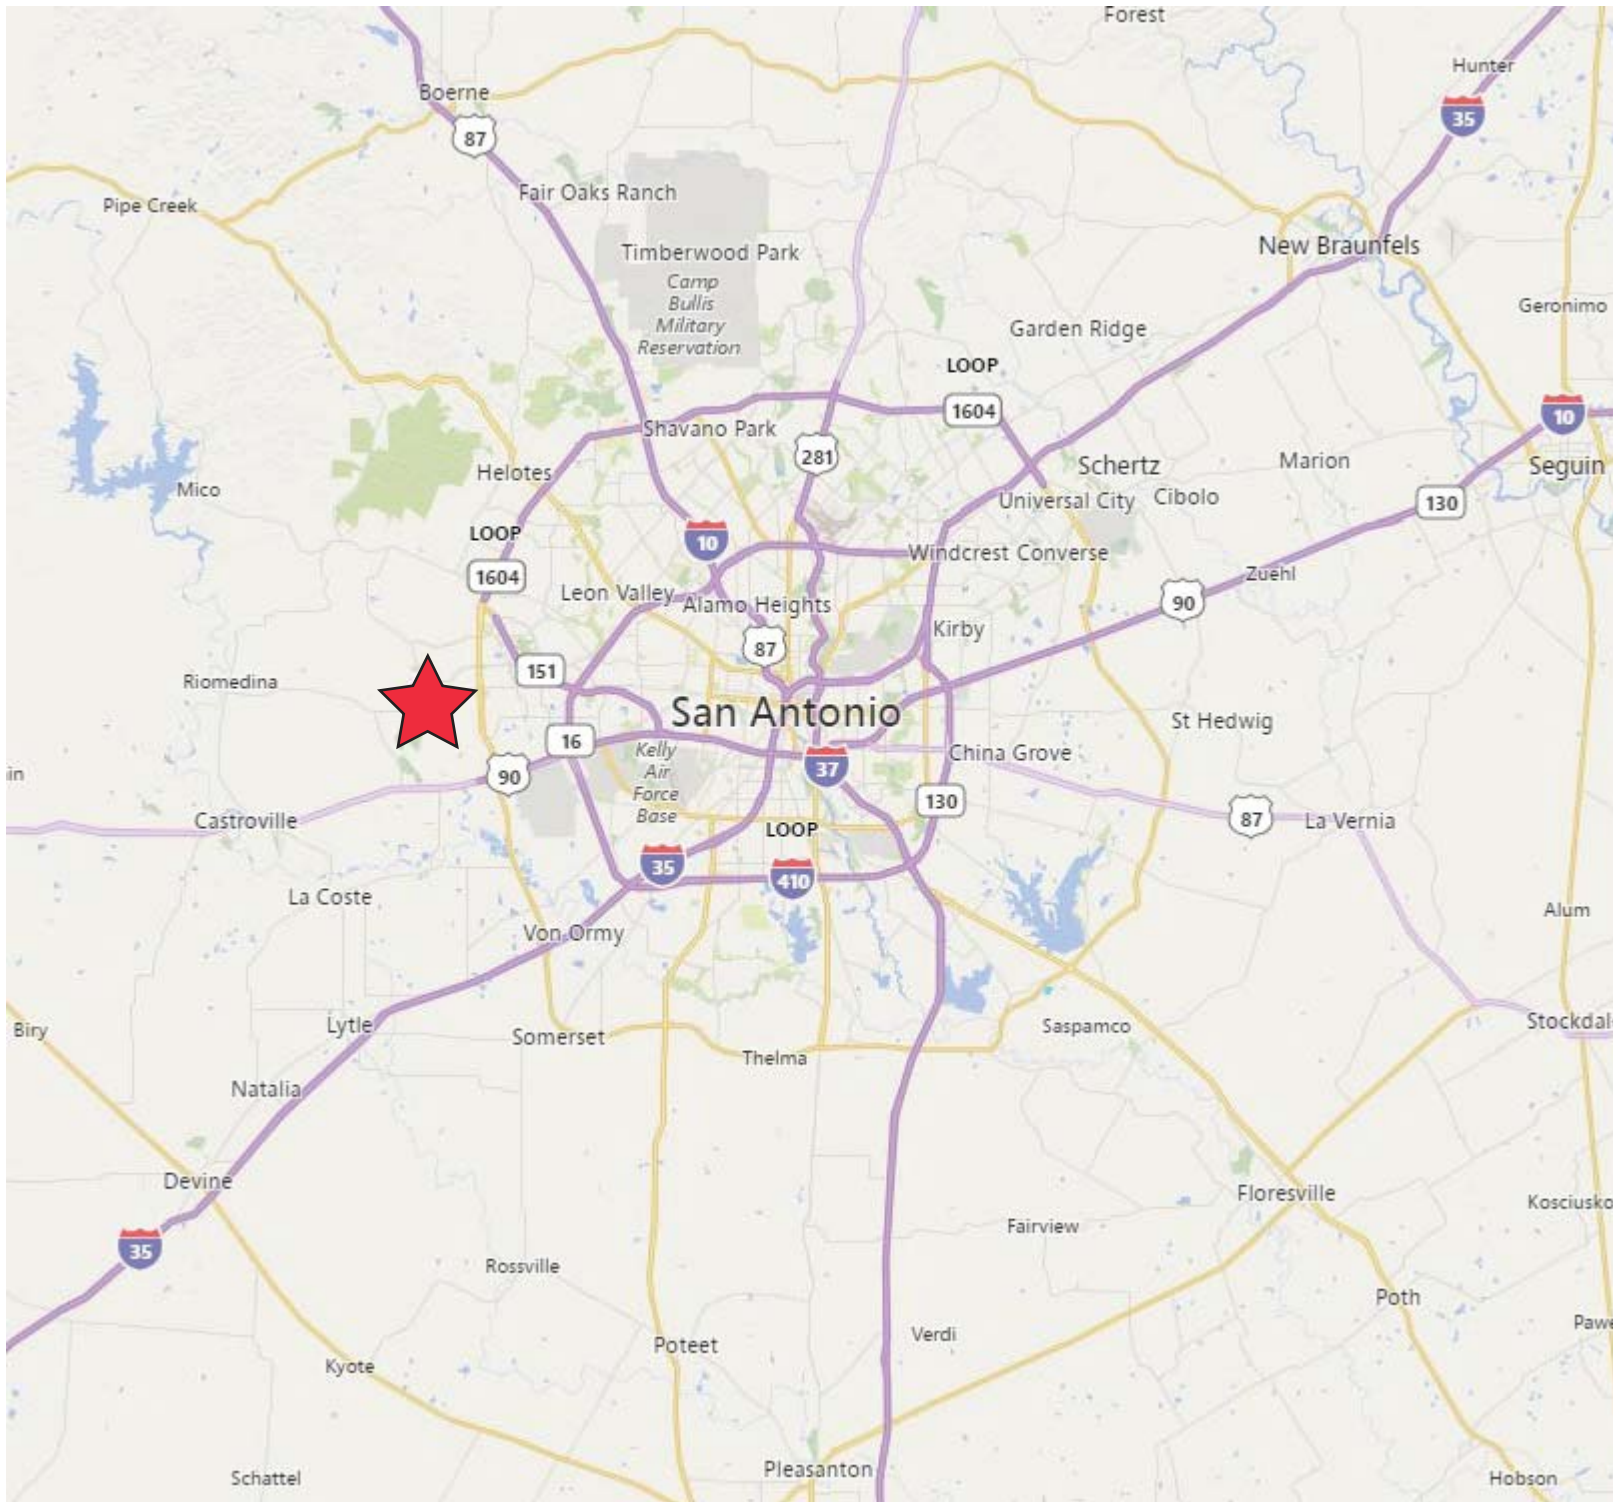 Forest
Hunter
35
Boerne
87
Fair Oaks Ranch
Pipe Creek
Timberwood Park
Camp
Bullis
Military
Reservation
New Braunfels
Geronimo
Garden Ridge
LOOP
1604
10
Shavano Park
281
Helotes
Schertz
Marion
Seguin
Mico
Universal City
Cibolo
130
LOOP
1604
10
Windcrest
Converse
Zuehl
Leon Valley
Alamo Heights
90
Kirby
87
151
Riomedina
San Antonio
St Hedwig
16
Kelly
Air
Force
Base
China Grove
37
90
in
130
Castroville
LOOP
87
La Vernia
35
410
La Coste
Alum
Von Ormy
Biry
Lytle
Somerset
Saspamco
Stockdal
Thelma
Natalia
Devine
Floresville
Kosciusko
Fairview
35
Rossville
Poth
Pawe
Verdi
Poteet
Kyote
Pleasanton
Schattel
Hobson